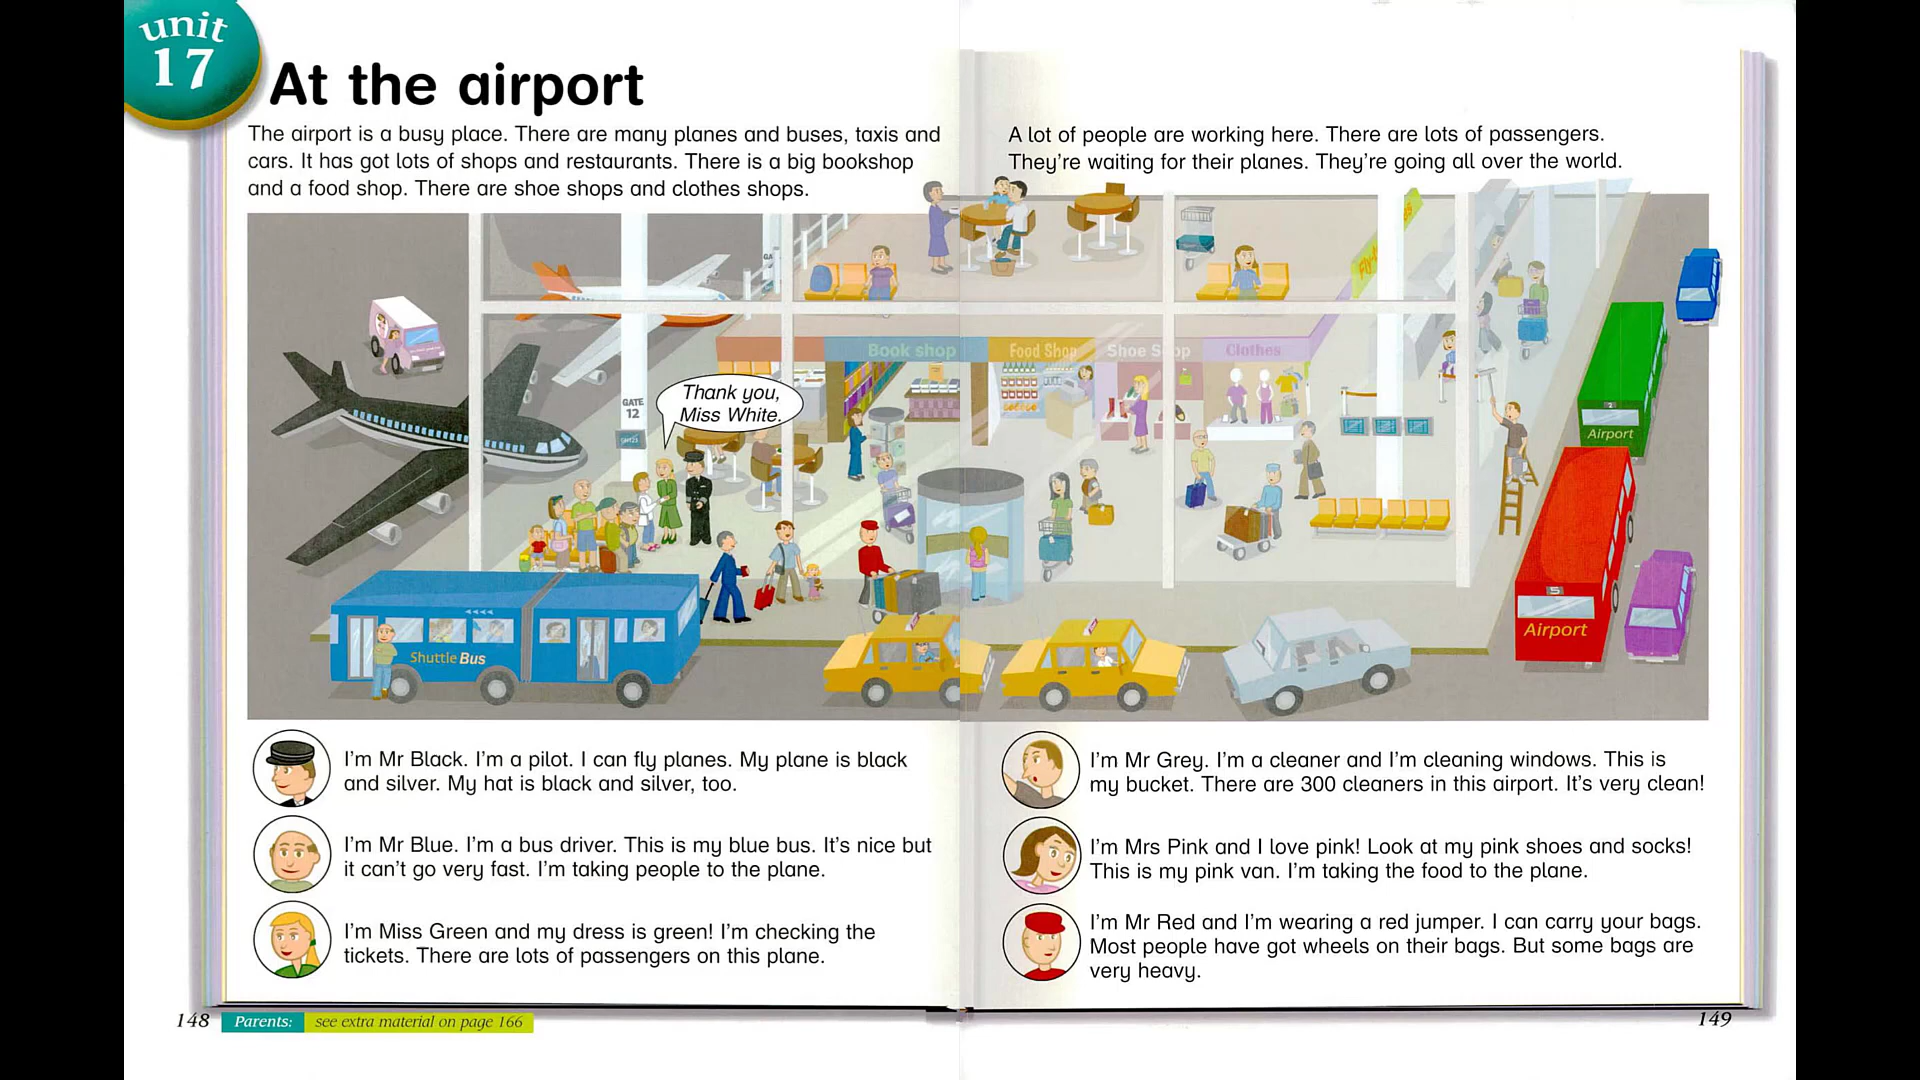 unit
17
At the airport
The airport is a busy place. There are many planes and buses, taxis and
cars. It has got lots of shops and restaurants. There is a big bookshop
and a food shop. There are shoe shops and clothes shops.
A lot of people are working here. There are lots of passengers.
They're waiting for their planes. They're going all over the world.
Book shop
Food Shop
Shoe Shop
Clothes
Thank you,
Miss White.
GATE
12
Airport
Airport
5
Shuttle Bus
I'm Mr Black. I'm a pilot. I can fly planes. My plane is black
and silver. My hat is black and silver, too.
I'm Mr Blue. I'm a bus driver. This is my blue bus. It's nice but
it can't go very fast. I'm taking people to the plane.
I'm Miss Green and my dress is green! I'm checking the
tickets. There are lots of passengers on this plane.
I'm Mr Grey. I'm a cleaner and I'm cleaning windows. This is
my bucket. There are 300 cleaners in this airport. It's very clean!
I'm Mrs Pink and I love pink! Look at my pink shoes and socks!
This is my pink van. I'm taking the food to the plane.
I'm Mr Red and I'm wearing a red jumper. I can carry your bags.
Most people have got wheels on their bags. But some bags are
very heavy.
148
Parents: see extra material on page 166
149